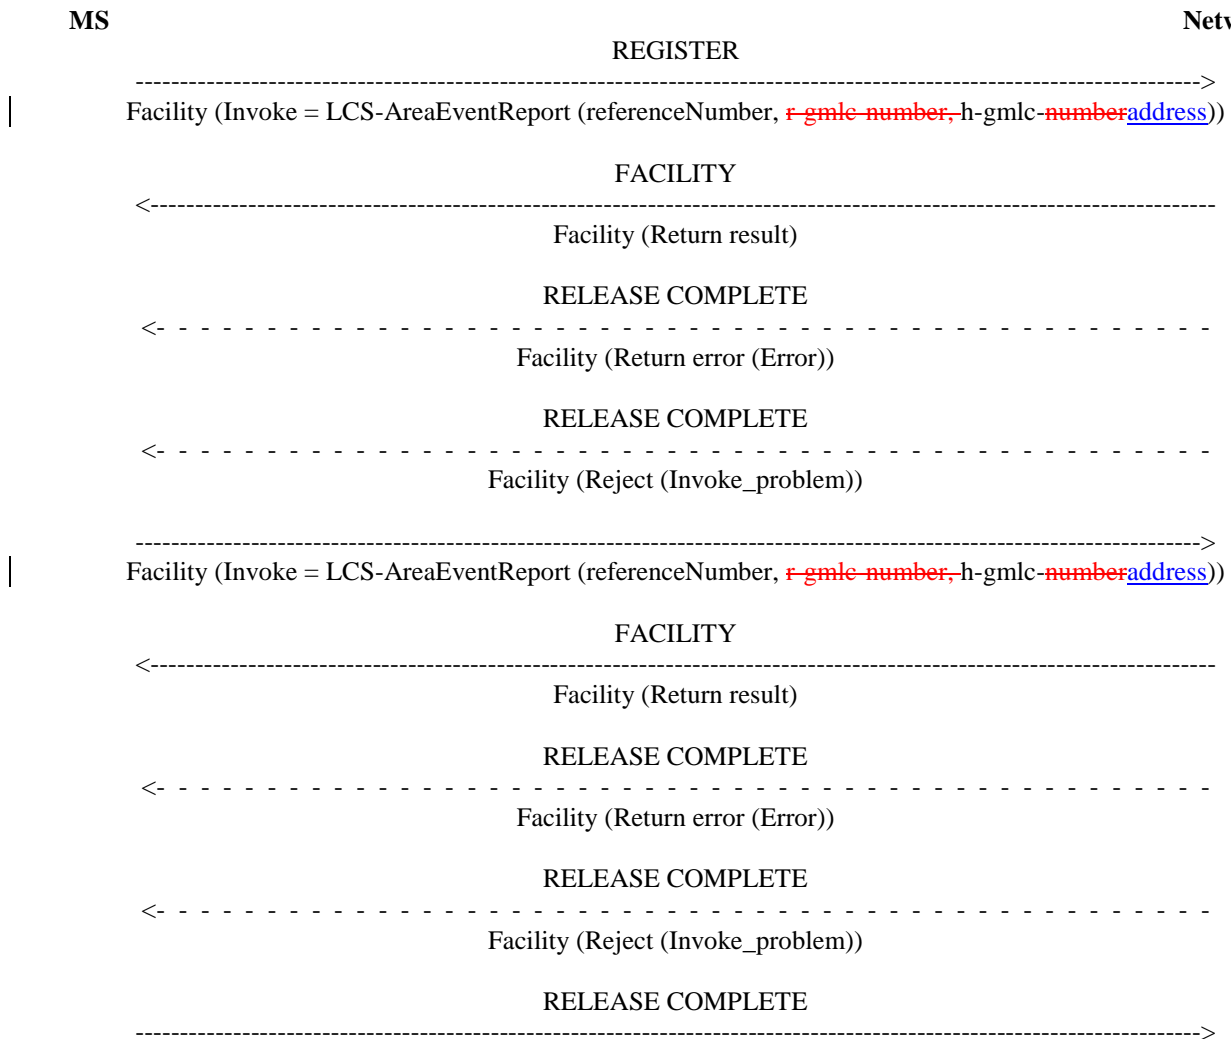 MS Netw
REGISTER
------------------------------------------------------------------------------------------------------------------------>
Facility (Invoke = LCS-AreaEventReport (referenceNumber, r-gmlc-number, h-gmlc-numberaddress))
FACILITY
<------------------------------------------------------------------------------------------------------------------------
Facility (Return result)
RELEASE COMPLETE
<- - - - - - - - - - - - - - - - - - - - - - - - - - - - - - - - - - - - - - - - - - - - - - - - -
Facility (Return error (Error))
RELEASE COMPLETE
<- - - - - - - - - - - - - - - - - - - - - - - - - - - - - - - - - - - - - - - - - - - - - - - - -
Facility (Reject (Invoke_problem))
------------------------------------------------------------------------------------------------------------------------>
Facility (Invoke = LCS-AreaEventReport (referenceNumber, r-gmlc-number, h-gmlc-numberaddress))
FACILITY
<------------------------------------------------------------------------------------------------------------------------
Facility (Return result)
RELEASE COMPLETE
<- - - - - - - - - - - - - - - - - - - - - - - - - - - - - - - - - - - - - - - - - - - - - - - - -
Facility (Return error (Error))
RELEASE COMPLETE
<- - - - - - - - - - - - - - - - - - - - - - - - - - - - - - - - - - - - - - - - - - - - - - - - -
Facility (Reject (Invoke_problem))
RELEASE COMPLETE
------------------------------------------------------------------------------------------------------------------------>